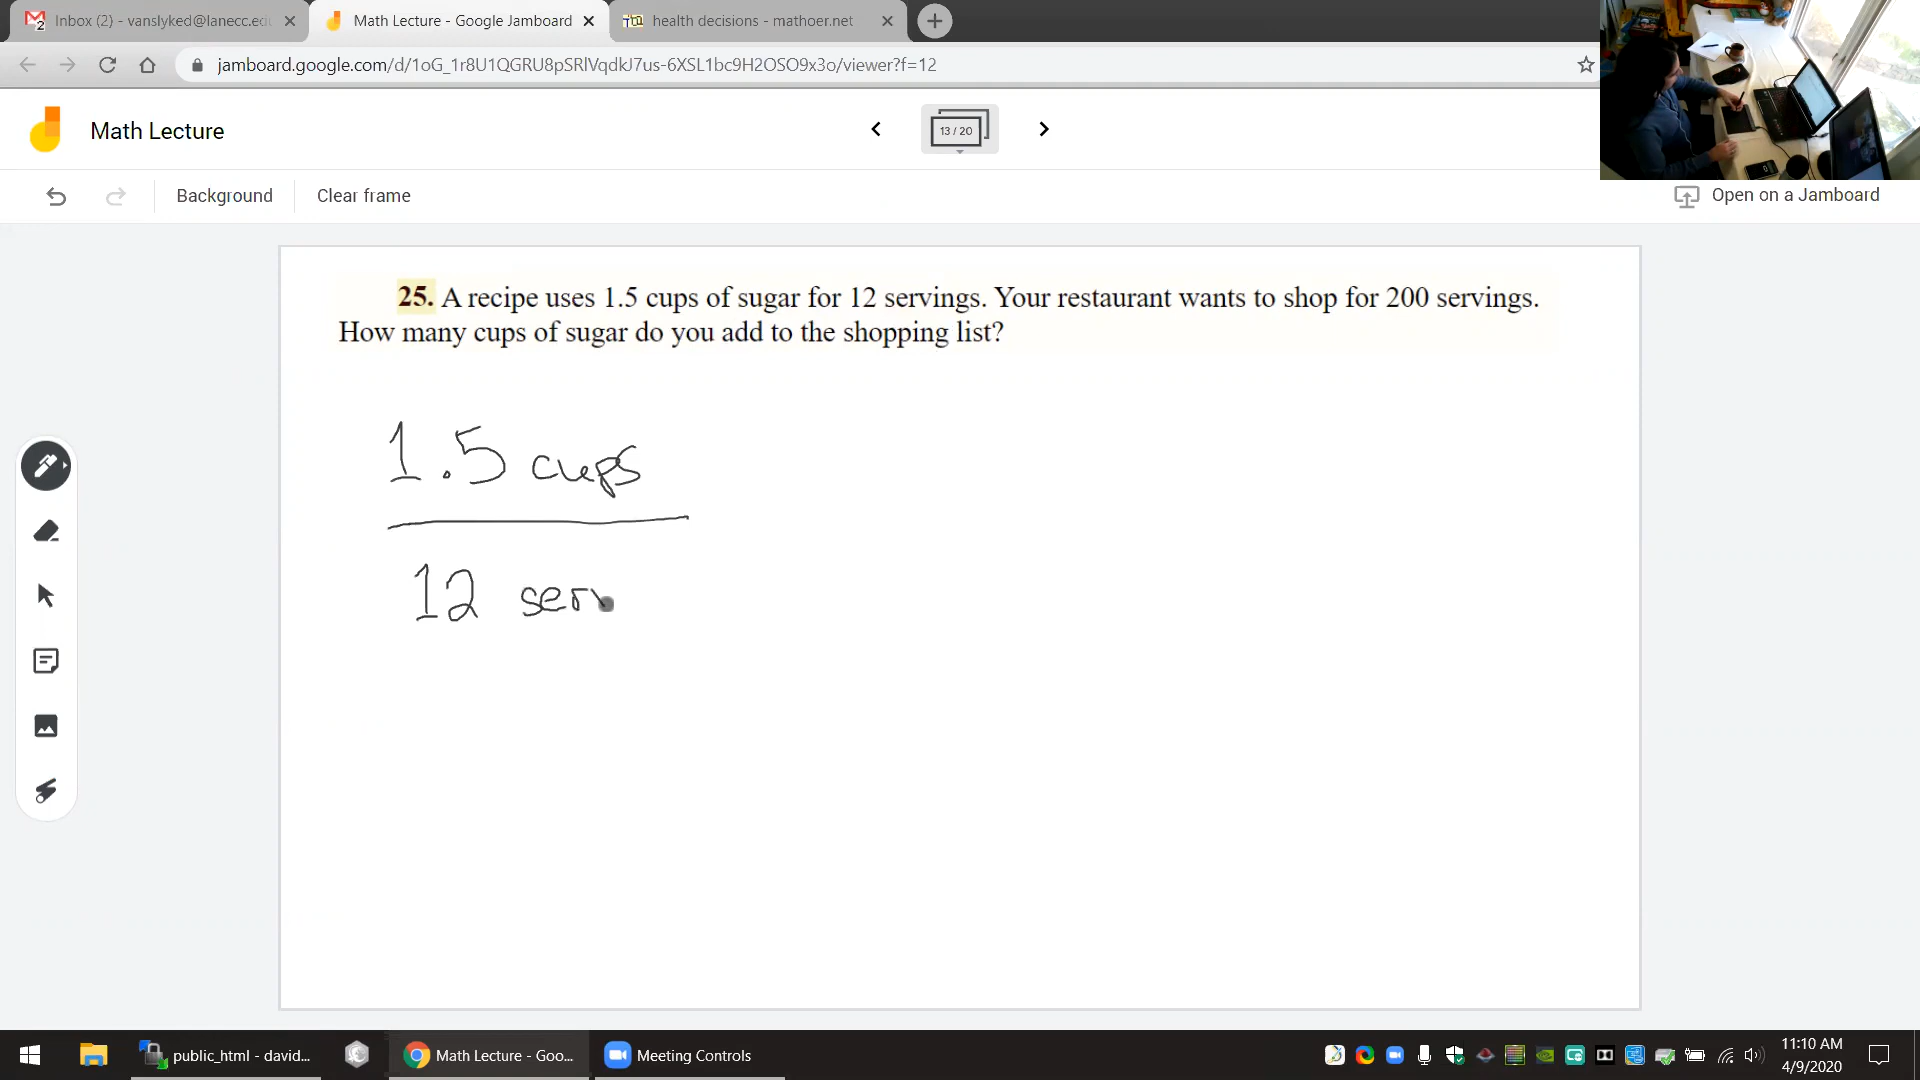 Inbox (2) - vanslyked@lanecc.edu
Math Lecture - Google Jamboard
health decisions - mathoer.net
jamboard.google.com/d/1oG_1r8U1QGRU8pSRlVqdkJ7us-6XSL1bc9H2OSO9x3o/viewer?f=12
Math Lecture
13 / 20
Background
Clear frame
Open on a Jamboard
25. A recipe uses 1.5 cups of sugar for 12 servings. Your restaurant wants to shop for 200 servings.
How many cups of sugar do you add to the shopping list?
1.5 cups
12 serv
public_html - david...
Math Lecture - Goo...
Meeting Controls
11:10 AM
4/9/2020